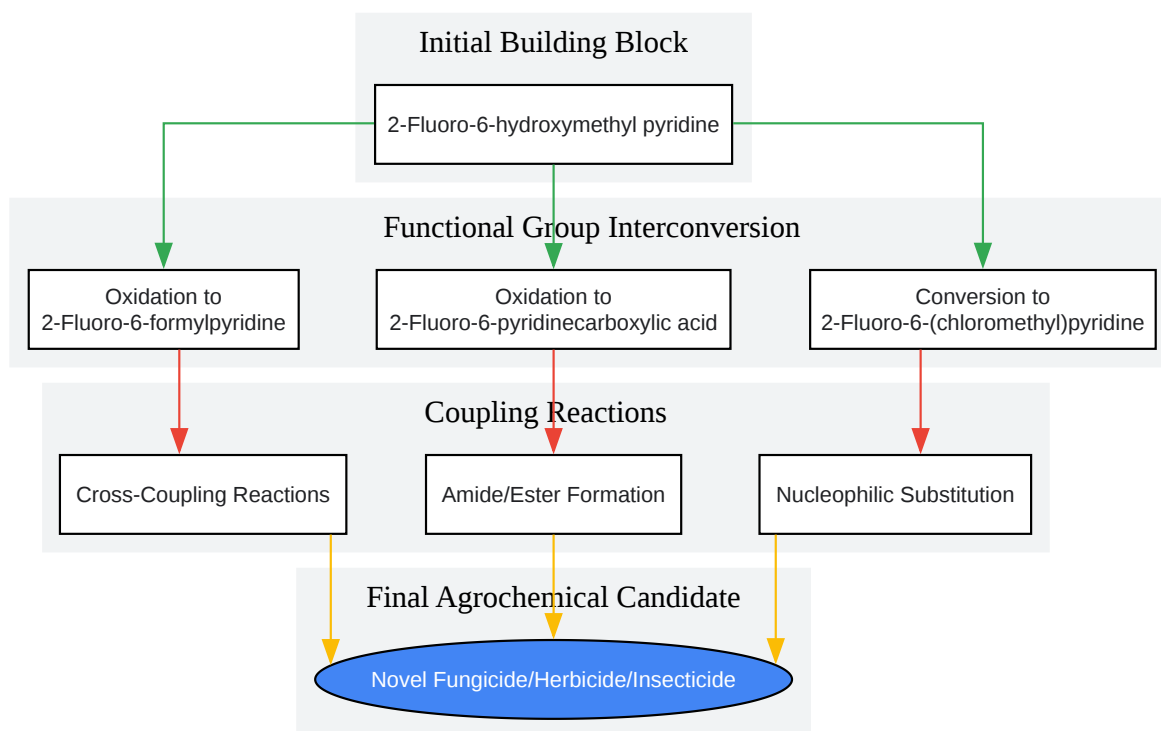 Initial Building Block
2-Fluoro-6-hydroxymethyl pyridine
Functional Group Interconversion
Oxidation to
2-Fluoro-6-formylpyridine
Oxidation to
2-Fluoro-6-pyridinecarboxylic acid
Conversion to
2-Fluoro-6-(chloromethyl)pyridine
Coupling Reactions
Cross-Coupling Reactions
Amide/Ester Formation
Nucleophilic Substitution
Final Agrochemical Candidate
Novel Fungicide/Herbicide/Insecticide